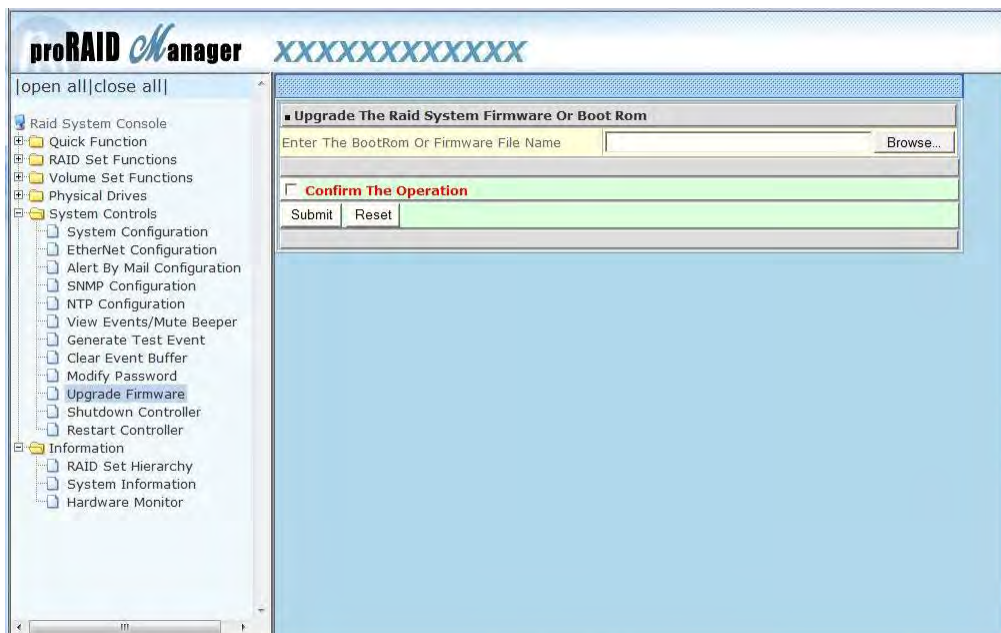 proRAID Manager XXXXXXXXXXXX
|open all|close all|
Raid System Console
Quick Function
RAID Set Functions
Volume Set Functions
Physical Drives
System Controls
System Configuration
EtherNet Configuration
Alert By Mail Configuration
SNMP Configuration
NTP Configuration
View Events/Mute Beeper
Generate Test Event
Clear Event Buffer
Modify Password
Upgrade Firmware
Shutdown Controller
Restart Controller
Information
RAID Set Hierarchy
System Information
Hardware Monitor
Upgrade The Raid System Firmware Or Boot Rom
Enter The BootRom Or Firmware File Name Browse...
Confirm The Operation
Submit Reset